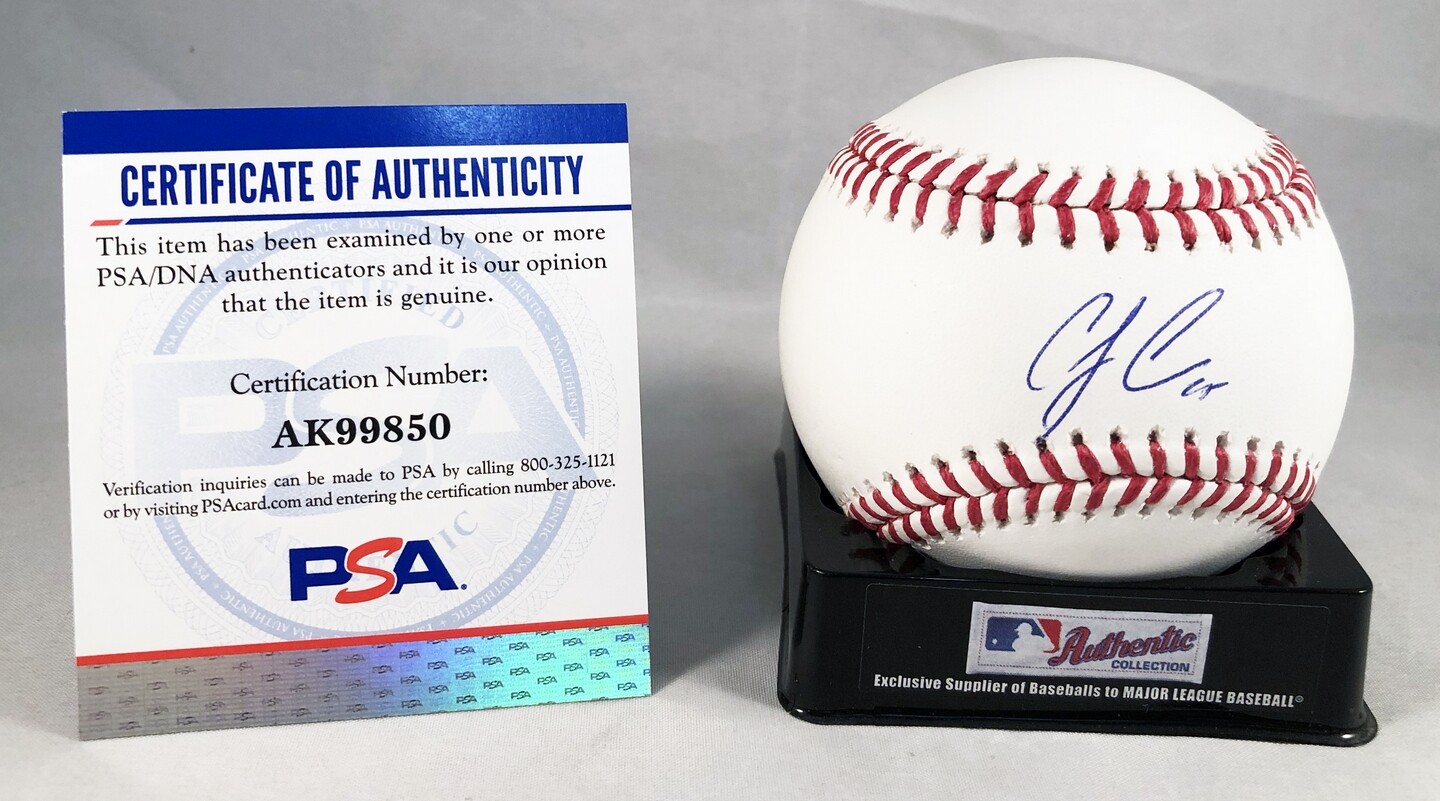 CERTIFICATE OF AUTHENTICITY
This item has been examined by one or more
PSA/DNA authenticators and it is our opinion
that the item is genuine.
Certification Number:
AK99850
Verification inquiries can be made to PSA by calling 800-325-1121
or by visiting PSAcard.com and entering the certification number above.
PSA®
Authentic
COLLECTION
Exclusive Supplier of Baseballs to MAJOR LEAGUE BASEBALL®